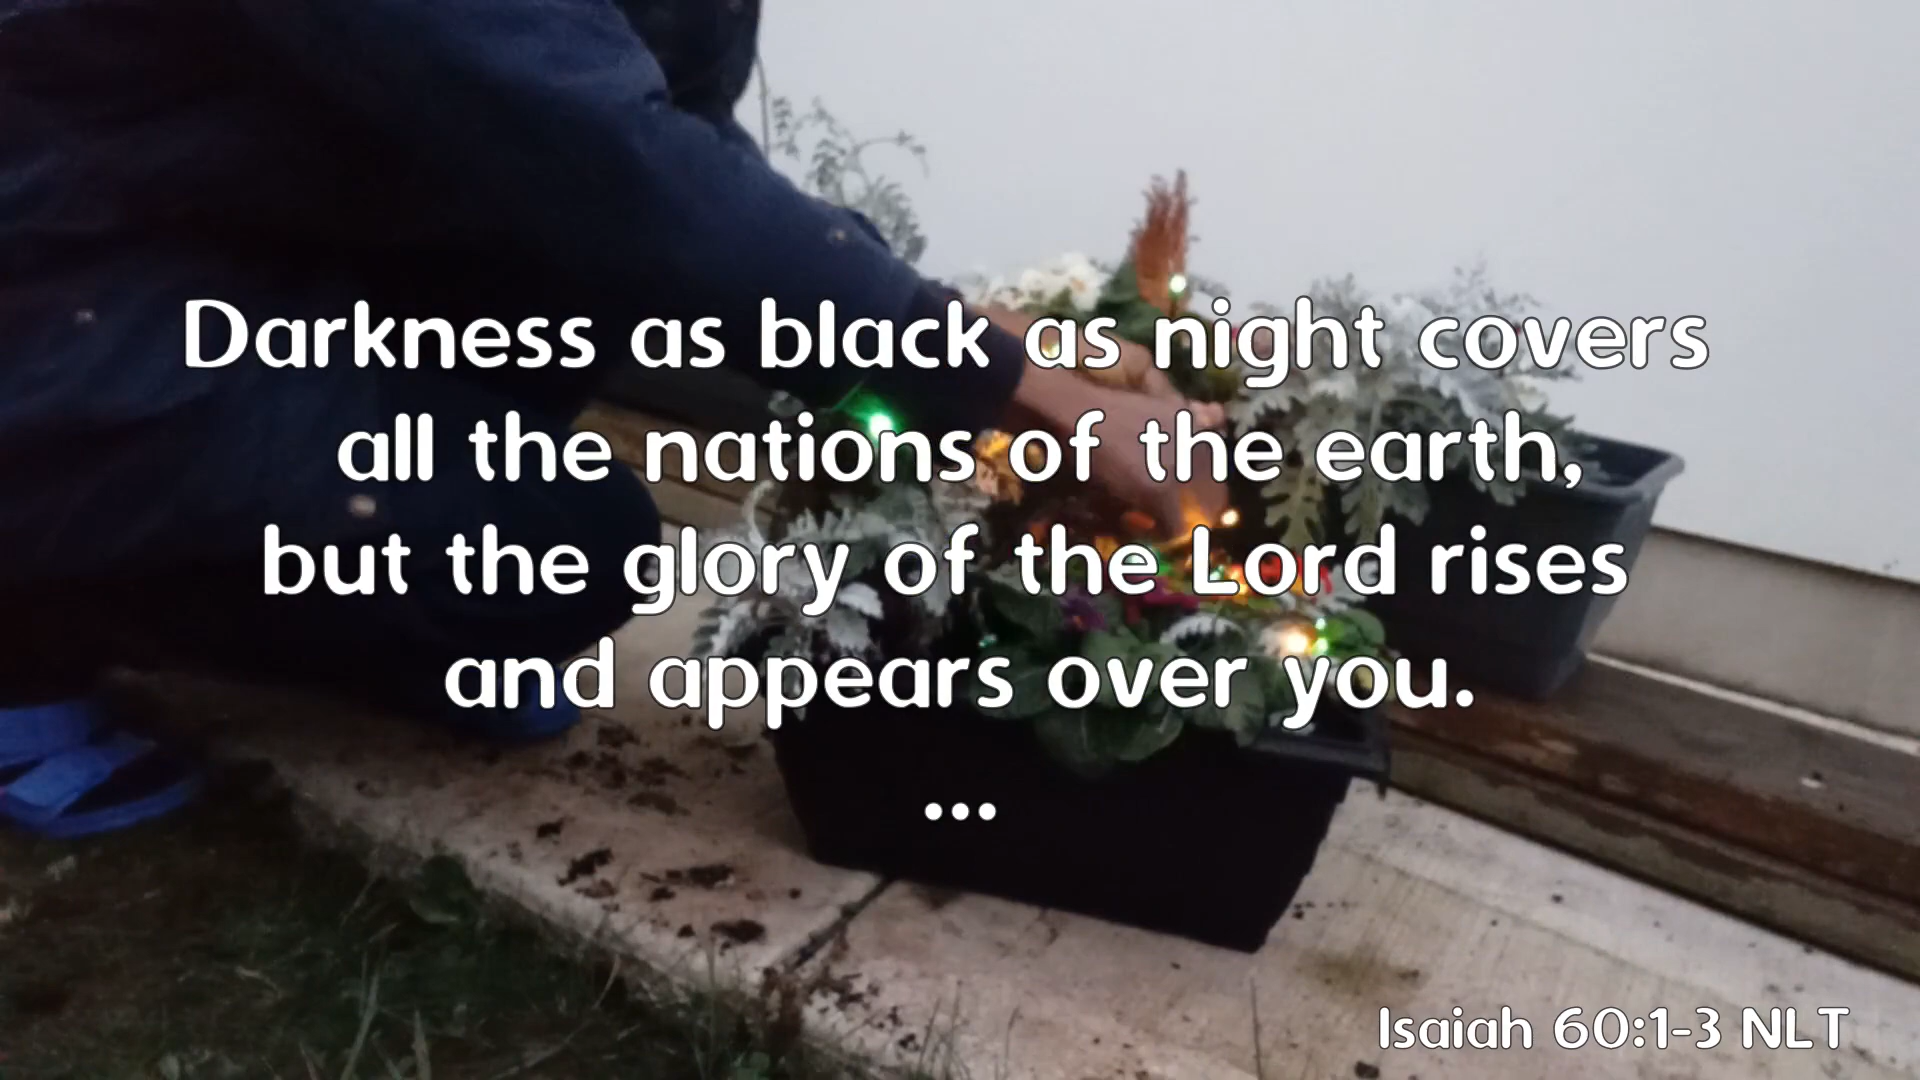 Darkness as black as night covers
all the nations of the earth,
but the glory of the Lord rises
and appears over you.
...
Isaiah 60:1-3 NLT